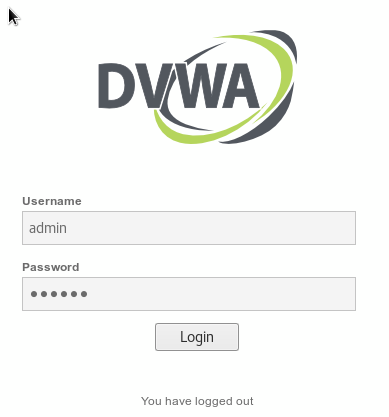 DVWA
Username
admin
Password
••••••
Login
You have logged out